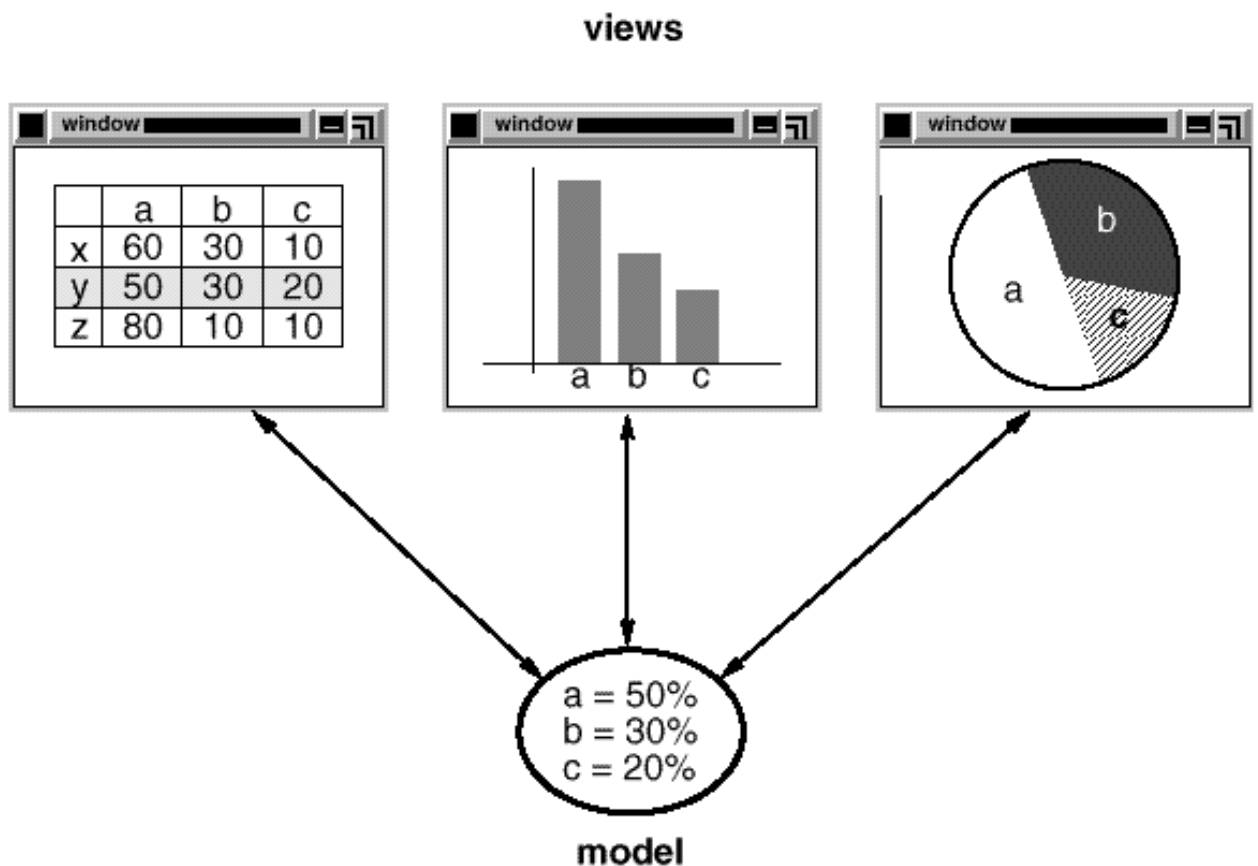 views
window
a b c
x 60 30 10
y 50 30 20
z 80 10 10
window
a b c
window
b
a
c
a = 50%
b = 30%
c = 20%
model